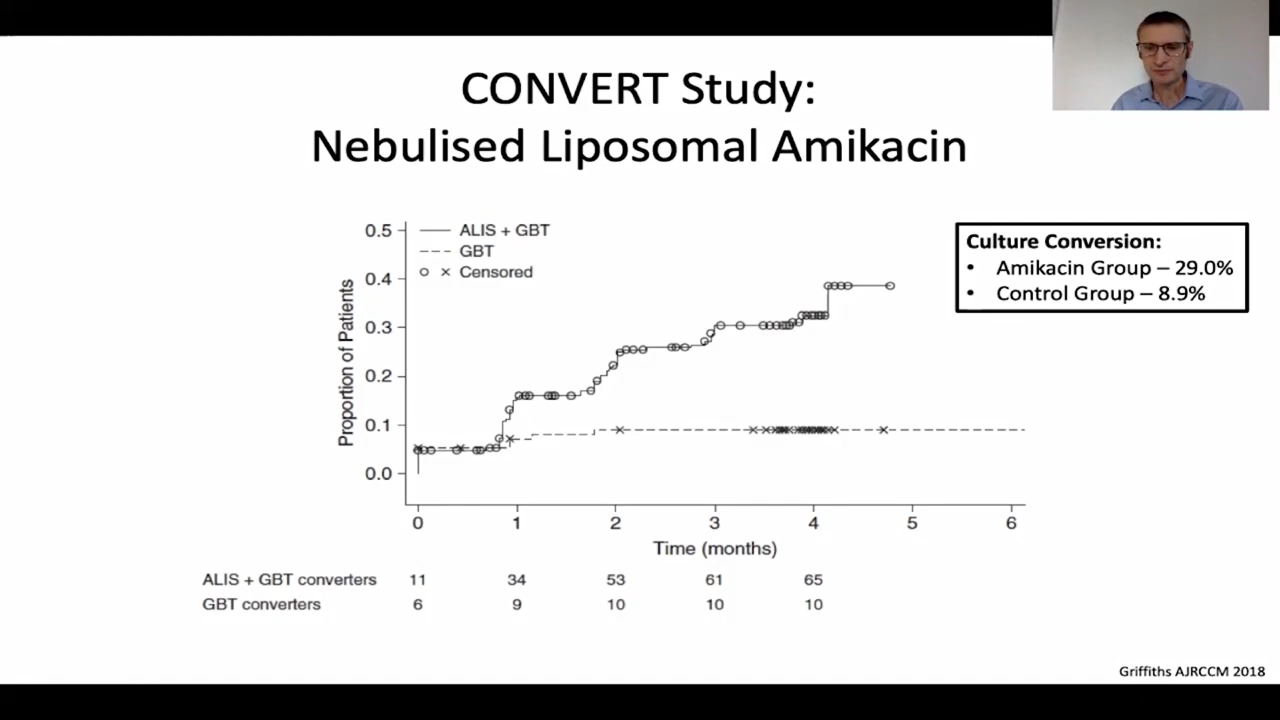 CONVERT Study:
Nebulised Liposomal Amikacin
0.5
0.4
0.3
0.2
0.1
0.0
Proportion of Patients
ALIS + GBT
GBT
Censored
0 1 2 3 4 5 6
Time (months)
ALIS + GBT converters 11 34 53 61 65
GBT converters 6 9 10 10 10
Culture Conversion:
• Amikacin Group – 29.0%
• Control Group – 8.9%
Griffiths AJRCCM 2018